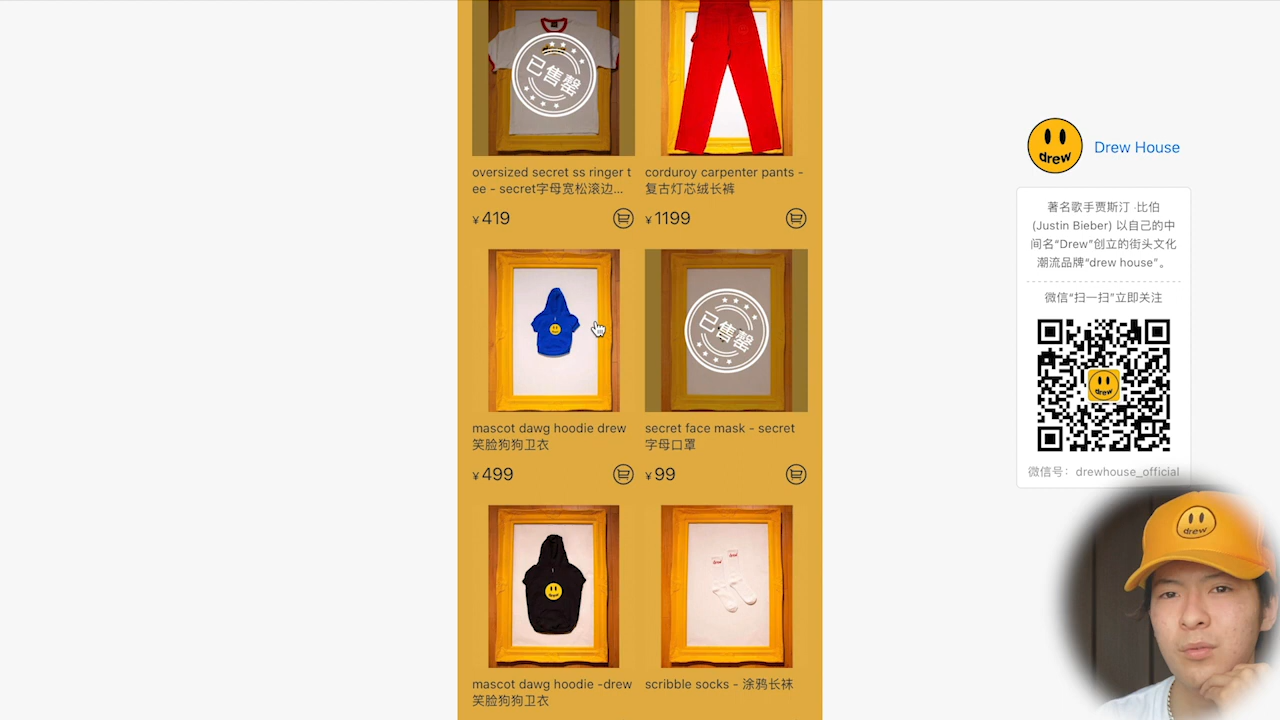 已售罄
oversized secret ss ringer t
ee - secret字母宽松滚边...
¥ 419
corduroy carpenter pants -
复古灯芯绒长裤
¥ 1199
已售罄
mascot dawg hoodie drew
笑脸狗狗卫衣
¥ 499
secret face mask - secret
字母口罩
¥ 99
drew
mascot dawg hoodie -drew
笑脸狗狗卫衣
scribble socks - 涂鸦长袜
drew
Drew House
著名歌手贾斯汀 ·比伯
(Justin Bieber) 以自己的中
间名“Drew”创立的街头文化
潮流品牌“drew house”。
微信“扫一扫”立即关注
drew
微信号：drewhouse_official
drew